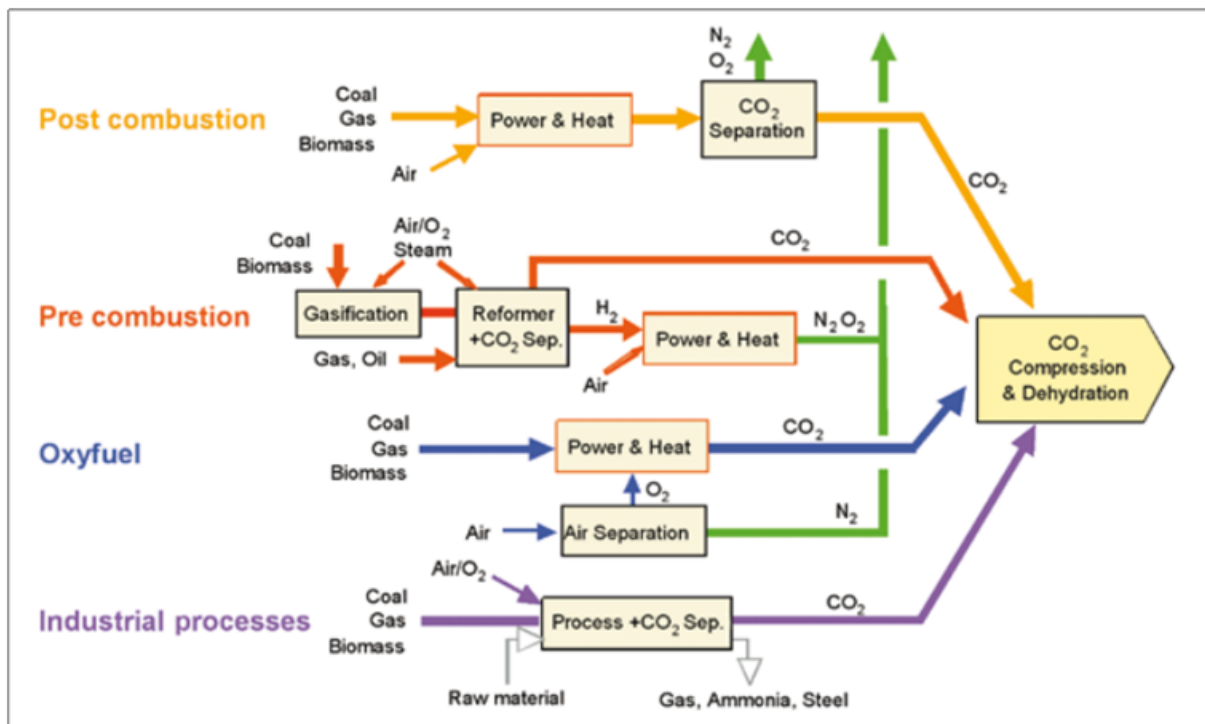 N₂
O₂
Post combustion
Coal
Gas
Biomass
Air
Power & Heat
CO₂
Separation
CO₂
Pre combustion
Coal
Biomass
Air/O₂
Steam
Gasification
Gas, Oil
Reformer
+CO₂ Sep.
H₂
Air
Power & Heat
N₂O₂
CO₂
CO₂
Compression
& Dehydration
Oxyfuel
Coal
Gas
Biomass
Power & Heat
CO₂
O₂
Air
Air Separation
N₂
Industrial processes
Coal
Gas
Biomass
Air/O₂
Process +CO₂ Sep.
CO₂
Raw material
Gas, Ammonia, Steel